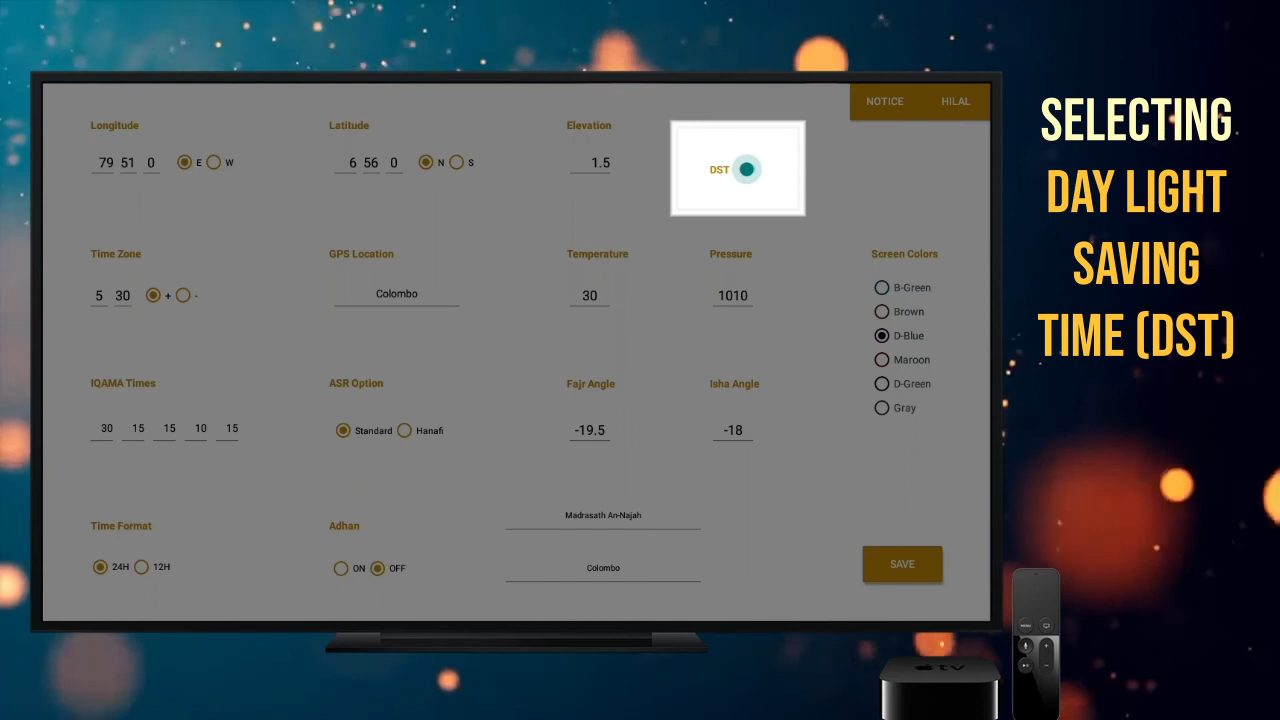 NOTICE HILAL
Longitude Latitude Elevation
79 51 0 E W 6 56 0 N S 1.5 DST
Time Zone GPS Location Temperature Pressure Screen Colors
5 30 + - Colombo 30 1010
B-Green
Brown
D-Blue
Maroon
D-Green
Gray
IQAMA Times ASR Option Fajr Angle Isha Angle
30 15 15 10 15 Standard Hanafi -19.5 -18
Time Format Adhan Madrasath An-Najah
24H 12H ON OFF Colombo SAVE
SELECTING
DAY LIGHT
SAVING
TIME (DST)
tv
MENU